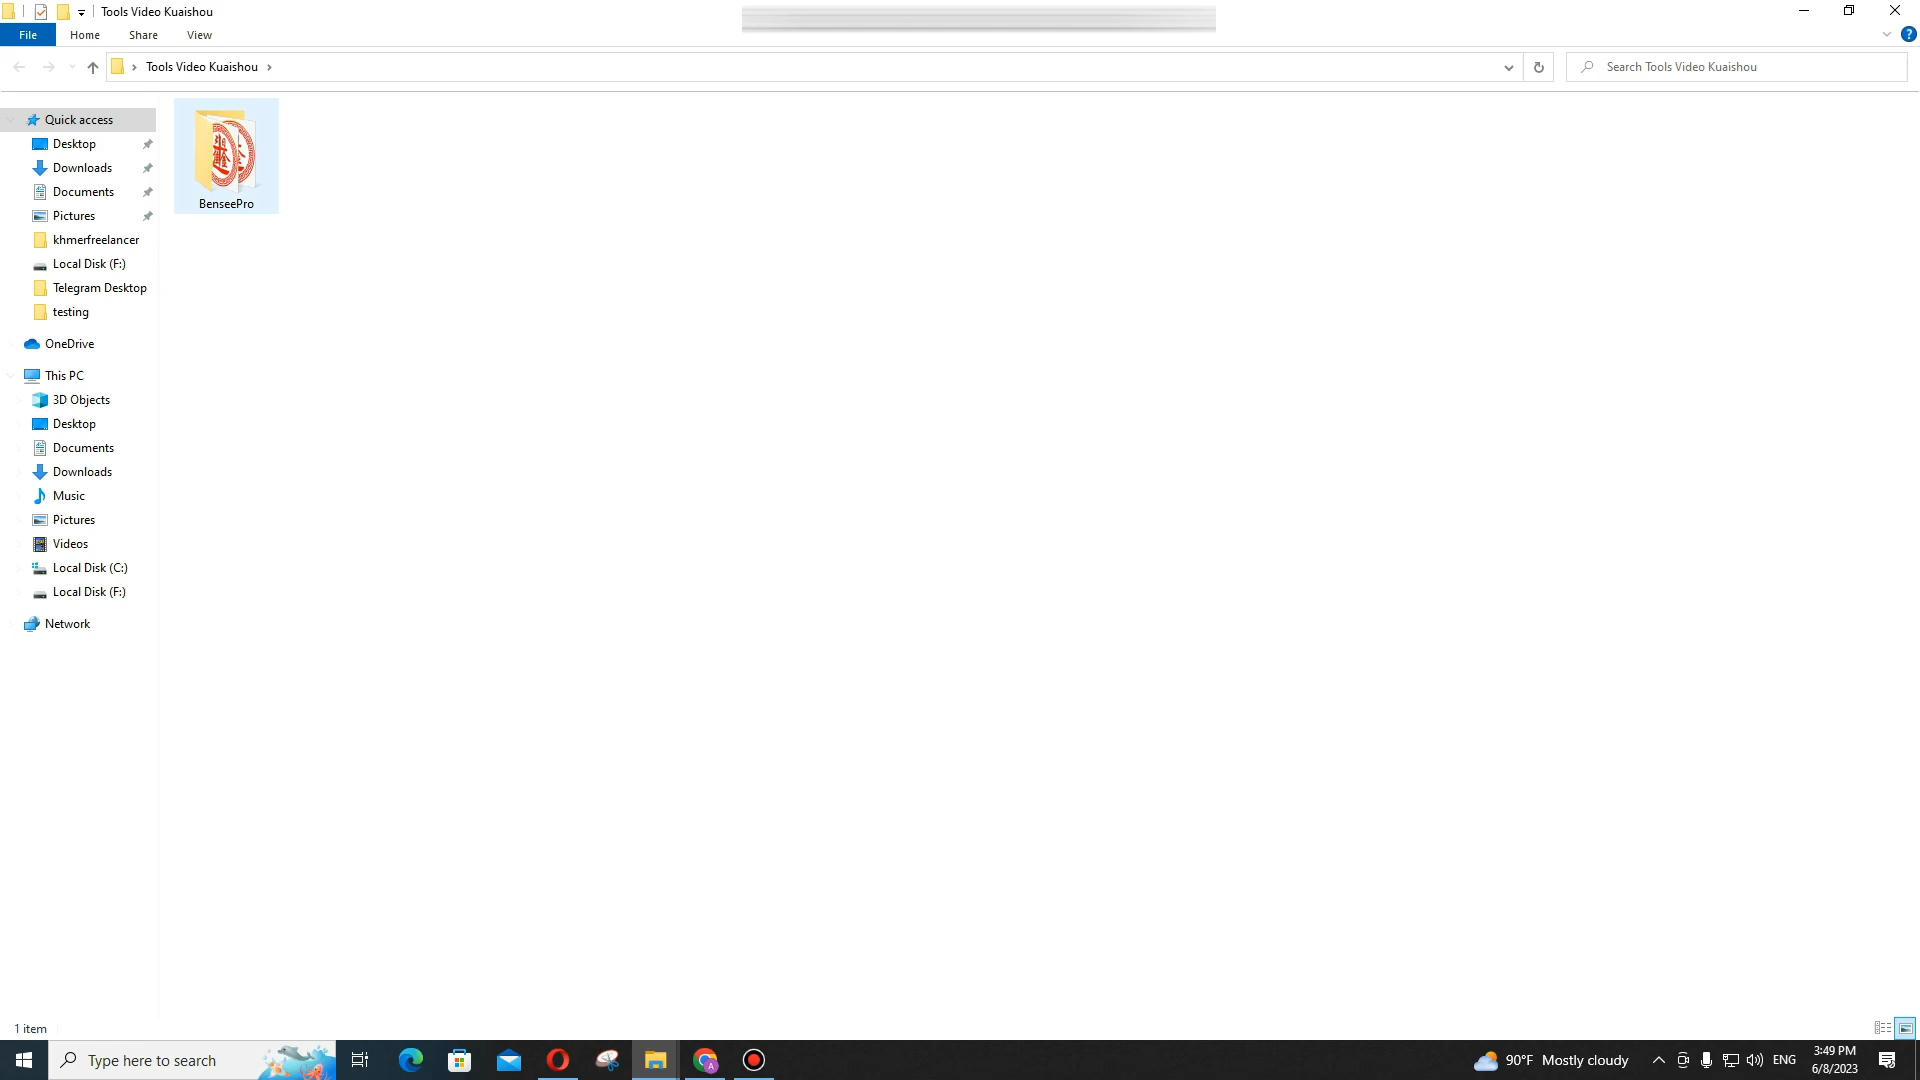 Tools Video Kuaishou
File Home Share View
Tools Video Kuaishou
Search Tools Video Kuaishou
Quick access
Desktop
Downloads
Documents
Pictures
khmerfreelancer
Local Disk (F:)
Telegram Desktop
testing
OneDrive
This PC
3D Objects
Desktop
Documents
Downloads
Music
Pictures
Videos
Local Disk (C:)
Local Disk (F:)
Network
BenseePro
1 item
Type here to search
90°F Mostly cloudy
ENG
3:49 PM
6/8/2023